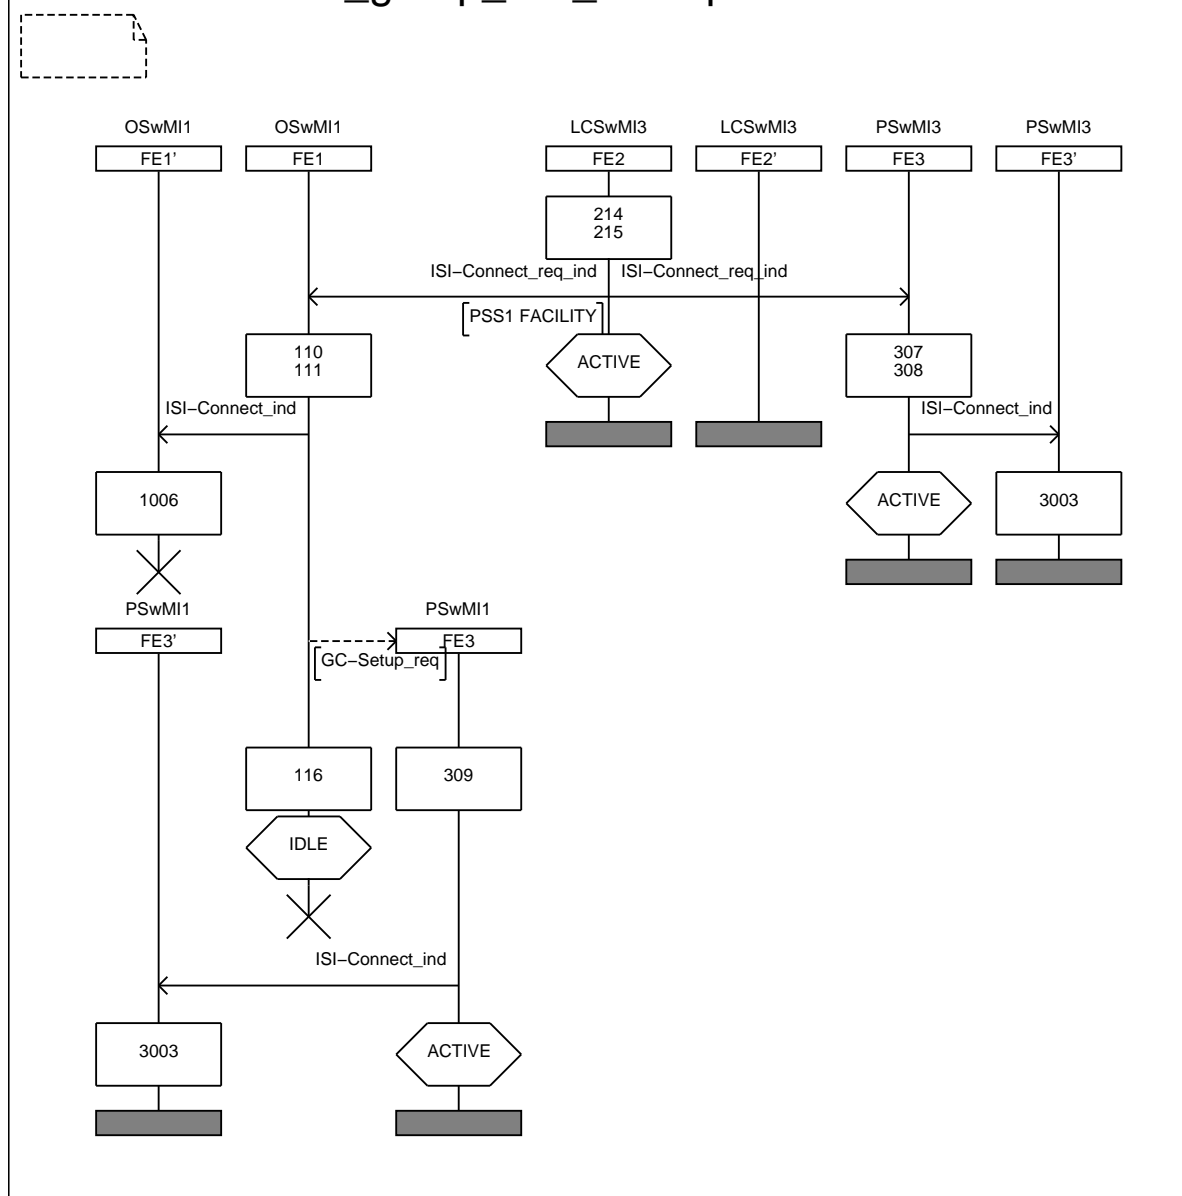 OSwMI1 OSwMI1 LCSwMI3 LCSwMI3 PSwMI3 PSwMI3
FE1' FE1 FE2 FE2' FE3 FE3'
214
215
ISI–Connect_req_ind ISI–Connect_req_ind
PSS1 FACILITY
110
111
ACTIVE
307
308
ISI–Connect_ind ISI–Connect_ind
1006 ACTIVE 3003
PSwMI1 PSwMI1
FE3' FE3
GC–Setup_req
116 309
IDLE
ISI–Connect_ind
3003 ACTIVE